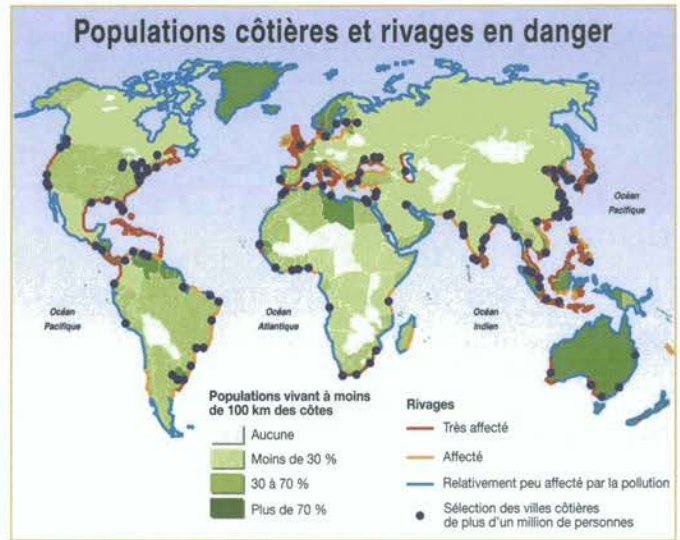 Populations côtières et rivages en danger
Océan
Pacifique
Océan
Pacifique
Océan
Atlantique
Océan
Indien
Populations vivant à moins
de 100 km des côtes
Aucune
Moins de 30 %
30 à 70 %
Plus de 70 %
Rivages
Très affecté
Affecté
Relativement peu affecté par la pollution
Sélection des villes côtières
de plus d'un million de personnes